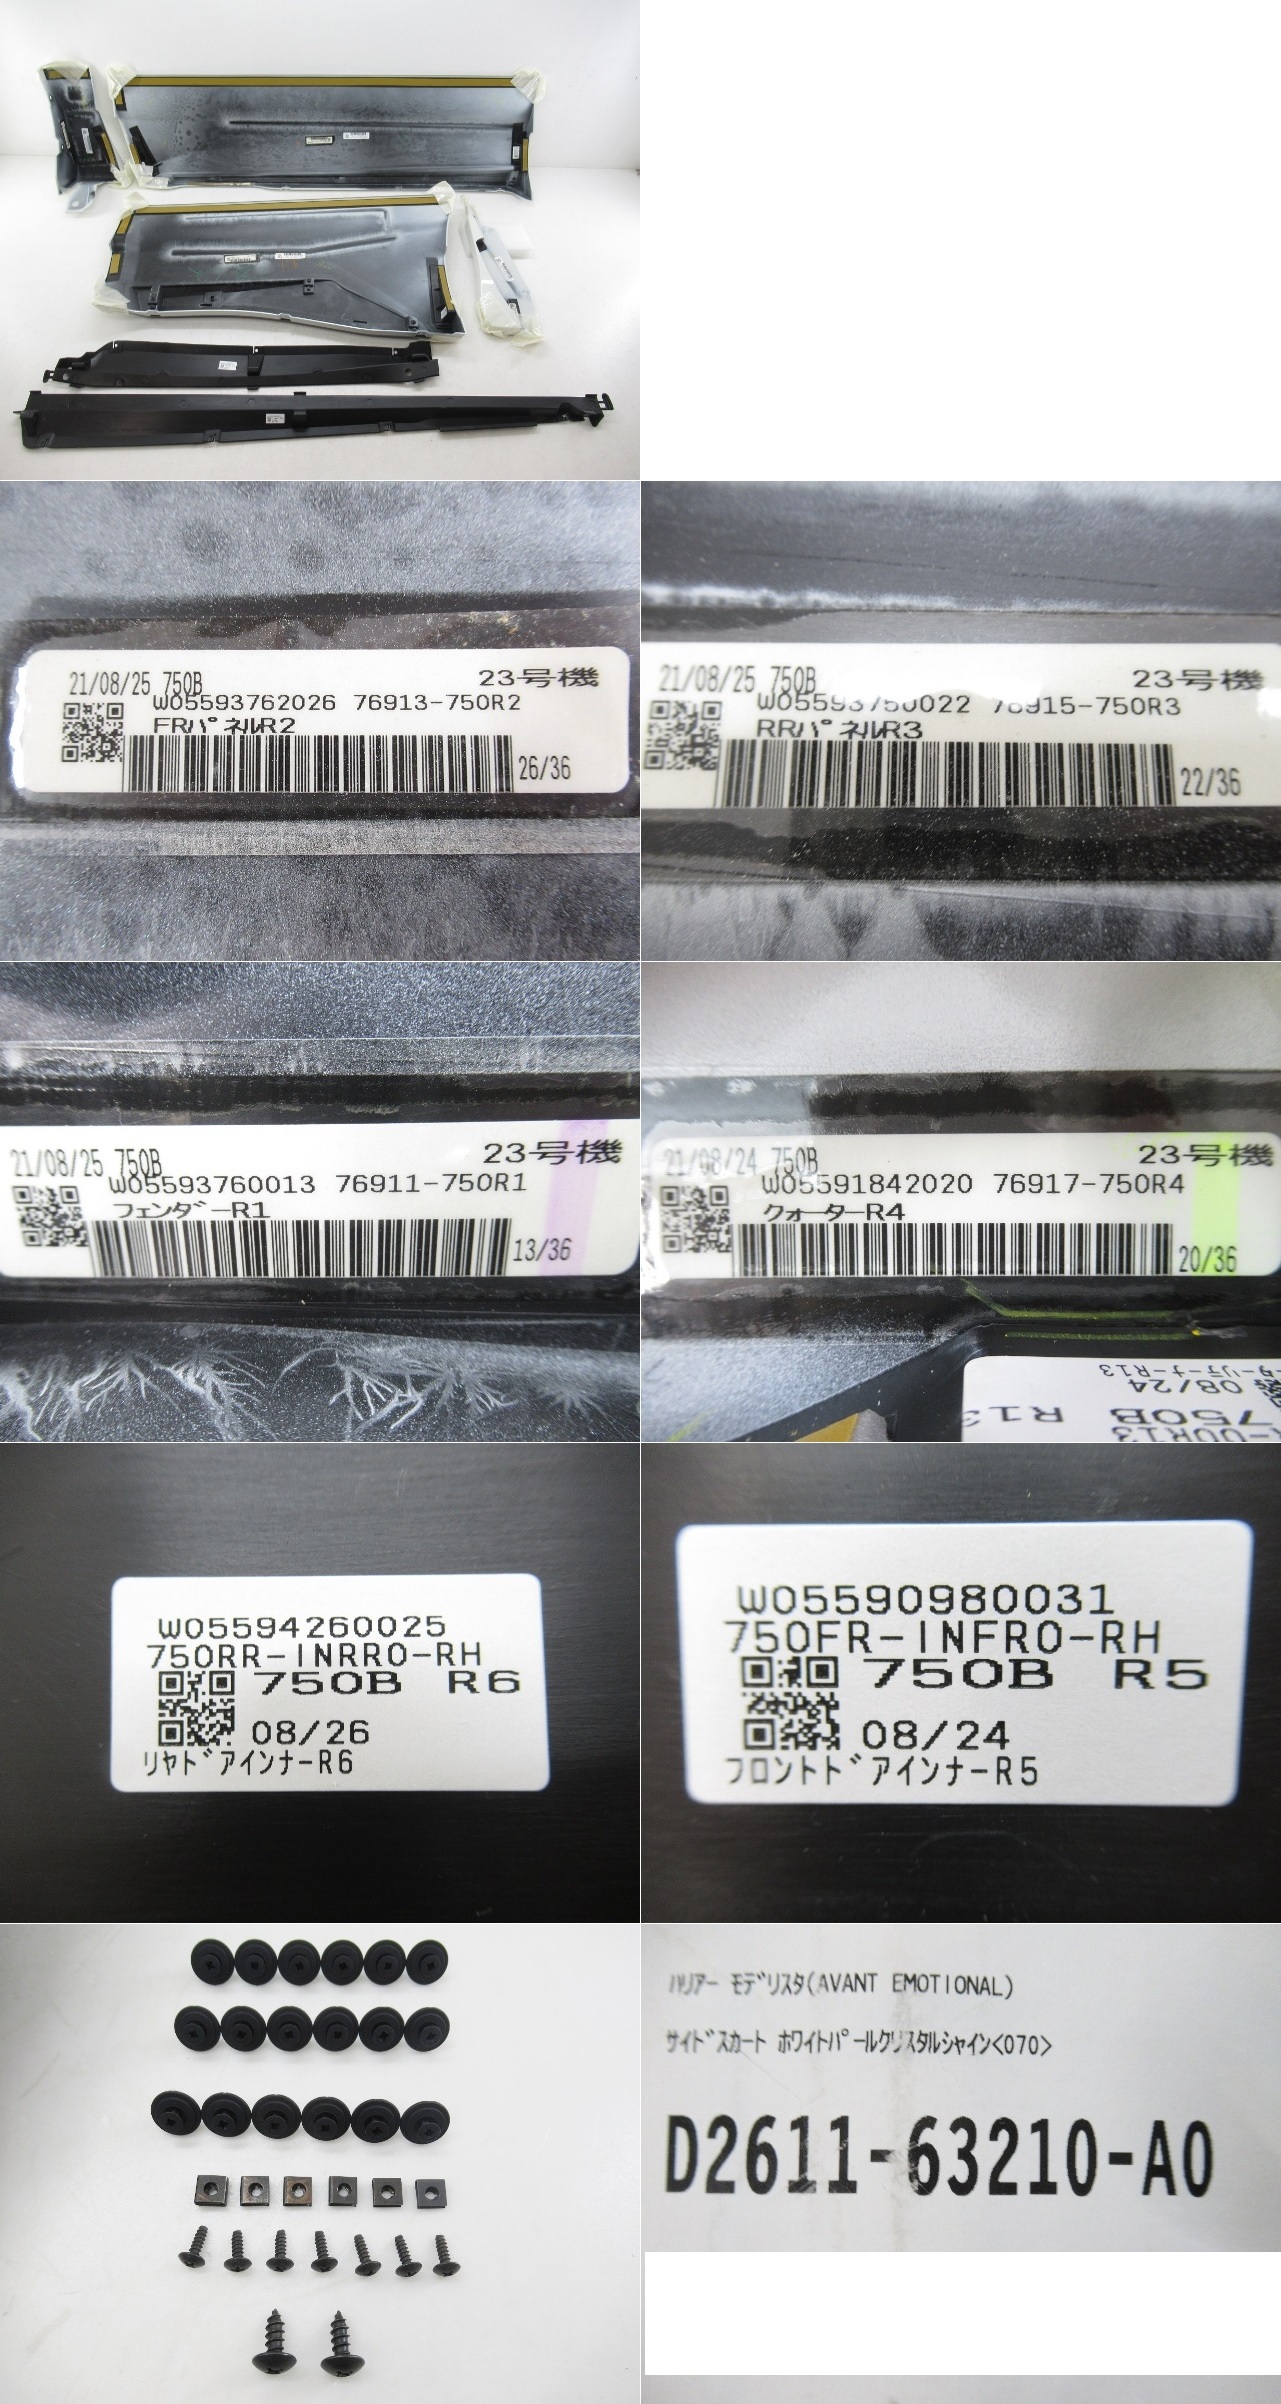 21/08/25 750B
23号機
W05593762026 76913-750R2
FRパネルR2
26/36
21/08/25 750B
23号機
W05593750022 76915-750R3
RRパネルR3
22/36
21/08/25 750B
23号機
W05593760013 76911-750R1
フェンダーR1
13/36
21/08/24 750B
23号機
W05591842020 76917-750R4
クォーターR4
20/36
08/24
750B R13
W05594260025
750RR-INRRO-RH
750B R6
08/26
リヤドアインナーR6
W05590980031
750FR-INFRO-RH
750B R5
08/24
フロントドアインナーR5
ハリアー モデリスタ(AVANT EMOTIONAL)
サイドスカート ホワイトパールクリスタルシャイン<070>
D2611-63210-A0